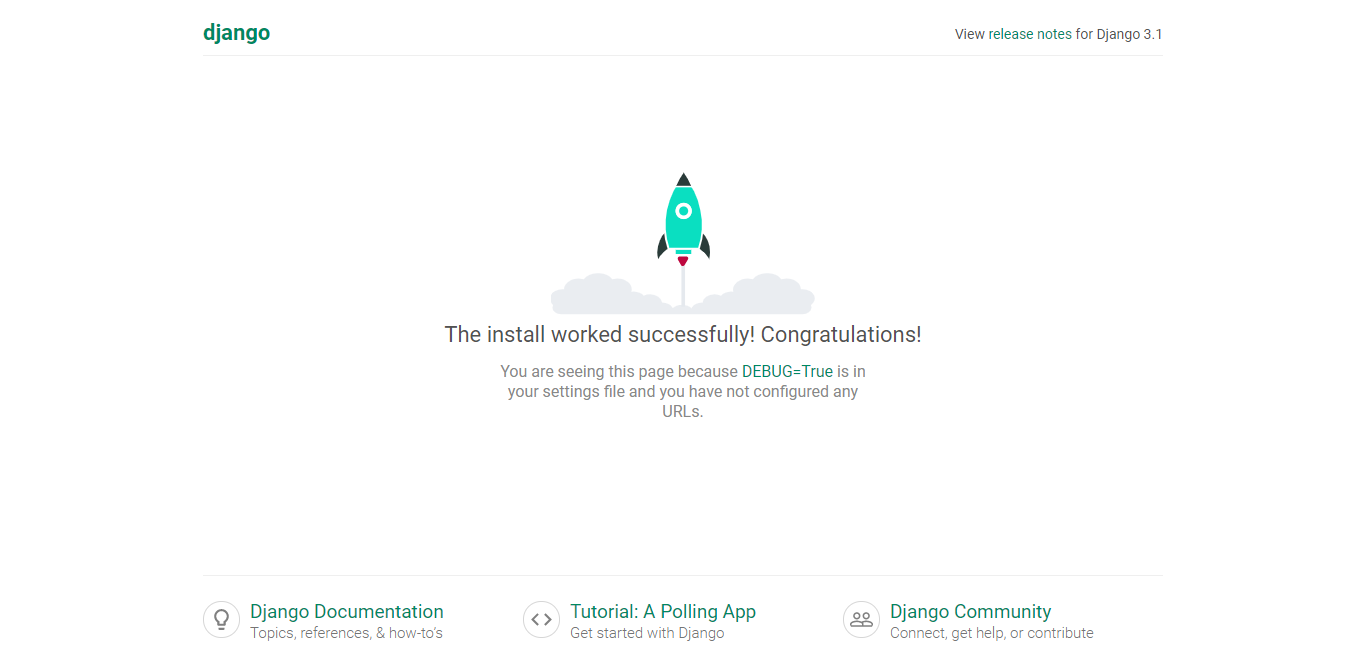 django
View release notes for Django 3.1
The install worked successfully! Congratulations!
You are seeing this page because DEBUG=True is in
your settings file and you have not configured any
URLs.
Django Documentation
Topics, references, & how-to's
Tutorial: A Polling App
Get started with Django
Django Community
Connect, get help, or contribute